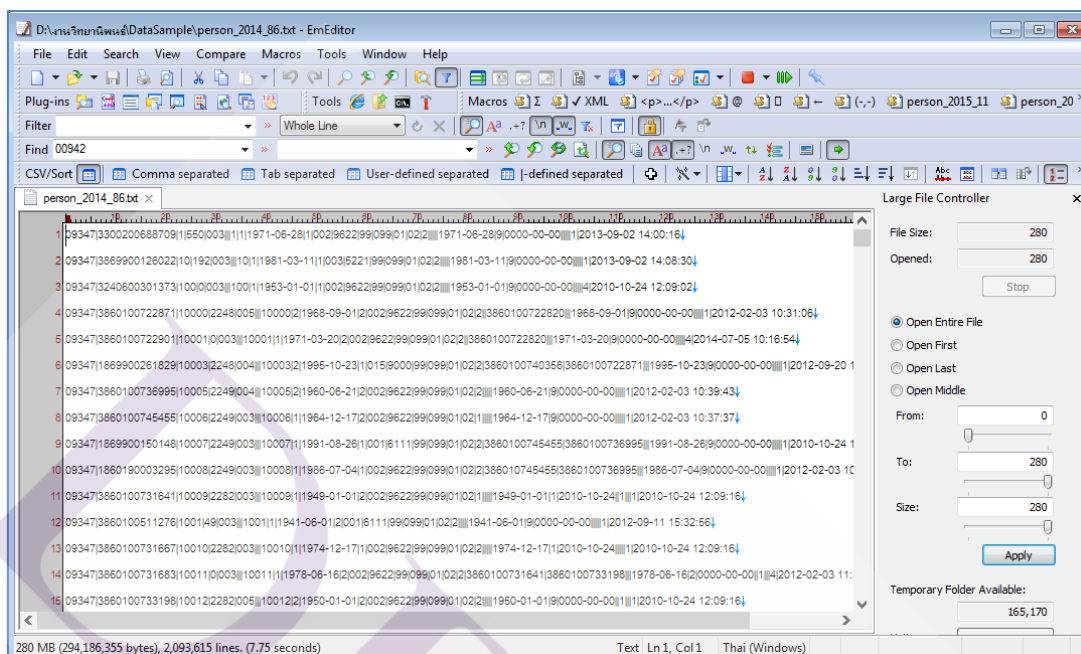 D:\งานวิทยานิพนธ์\DataSample\person_2014_86.txt - EmEditor
File Edit Search View Compare Macros Tools Window Help
Plug-ins Tools Macros Σ ✓ XML <p>...</p> @ (-,-) person_2015_11 person_20
Filter Whole Line
Find 00942
CSV/Sort Comma separated Tab separated User-defined separated |-defined separated
person_2014_86.txt
10 20 30 40 50 60 70 80 90 100 110 120 130 140 150
1 09347|3300200688709|1|550|003|||1|1|1971-06-28|1|002|9622|99|099|01|02|2|||||1971-06-28|9|0000-00-00|||||1|2013-09-02 14:00:16↓
2 09347|3869900126022|10|192|003|||10|1|1981-03-11|1|003|5221|99|099|01|02|2|||||1981-03-11|9|0000-00-00|||||1|2013-09-02 14:08:30↓
3 09347|3240600301373|100|0|003|||100|1|1953-01-01|1|002|9622|99|099|01|02|2|||||1953-01-01|9|0000-00-00|||||4|2010-10-24 12:09:02↓
4 09347|3860100722871|10000|2248|005|||10000|2|1968-09-01|2|002|9622|99|099|01|02|2||3860100722820|||1968-09-01|9|0000-00-00|||||1|2012-02-03 10:31:06↓
5 09347|3860100722901|10001|0|003|||10001|1|1971-03-20|2|002|9622|99|099|01|02|2||3860100722820|||1971-03-20|9|0000-00-00|||||4|2014-07-05 10:16:54↓
6 09347|1869900261829|10003|2248|004|||10003|2|1995-10-23|1|015|9000|99|099|01|02|2|3860100740356|3860100722871|||1995-10-23|9|0000-00-00|||||1|2012-09-20 1
7 09347|3860100736995|10005|2249|004|||10005|2|1960-06-21|2|002|9622|99|099|01|02|2|||||1960-06-21|9|0000-00-00|||||1|2012-02-03 10:39:43↓
8 09347|3860100745455|10006|2249|003|||10006|1|1964-12-17|2|002|9622|99|099|01|02|2|||||1964-12-17|9|0000-00-00|||||1|2012-02-03 10:37:37↓
9 09347|1869900150148|10007|2249|003|||10007|1|1991-08-26|1|001|6111|99|099|01|02|2|3860100745455|3860100736995|||1991-08-26|9|0000-00-00|||||1|2010-10-24 1
10 09347|1860190003295|10008|2249|003|||10008|1|1986-07-04|1|002|9622|99|099|01|02|2|3860100745455|3860100736995|||1986-07-04|9|0000-00-00|||||1|2012-02-03 10
11 09347|3860100731641|10009|2282|003|||10009|1|1949-01-01|2|002|9622|99|099|01|02|1|||||1949-01-01|1|2010-10-24||1|||1|2010-10-24 12:09:16↓
12 09347|3860100511276|1001|49|003|||1001|1|1941-06-01|2|001|6111|99|099|01|02|2|||||1941-06-01|9|0000-00-00|||||1|2012-09-11 15:32:56↓
13 09347|3860100731667|10010|2282|003|||10010|1|1974-12-17|1|002|9622|99|099|01|02|2|||||1974-12-17|1|2010-10-24|||||1|2010-10-24 12:09:16↓
14 09347|3860100731683|10011|0|003|||10011|1|1978-06-16|2|002|9622|99|099|01|02|2|3860100731641|3860100733198|||1978-06-16|2|0000-00-00||1|||4|2012-02-03 11:
15 09347|3860100733198|10012|2282|005|||10012|2|1950-01-01|2|002|9622|99|099|01|02|2|||||1950-01-01|9|0000-00-00||1|||1|2010-10-24 12:09:16↓
Large File Controller
File Size: 280
Opened: 280
Stop
Open Entire File
Open First
Open Last
Open Middle
From: 0
To: 280
Size: 280
Apply
Temporary Folder Available:
165,170
280 MB (294,186,355 bytes), 2,093,615 lines. (7.75 seconds) Text Ln 1, Col 1 Thai (Windows)